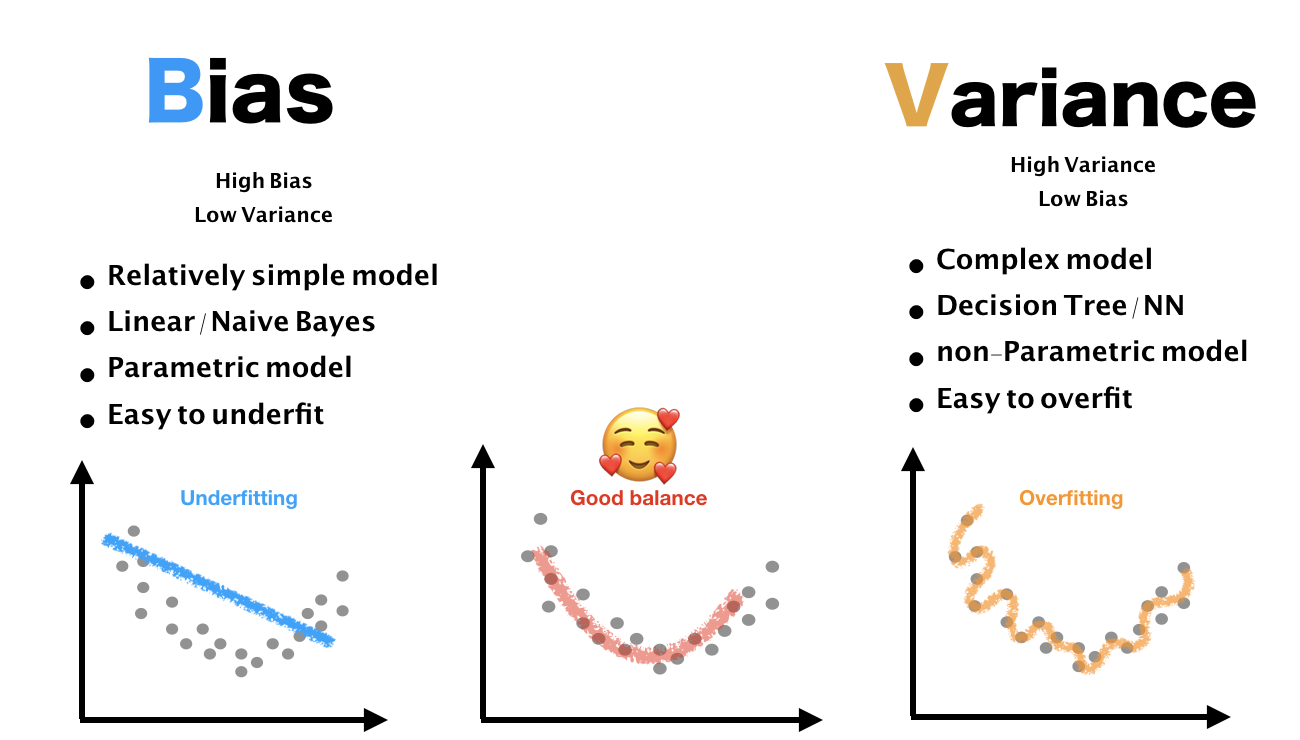 Bias
High Bias
Low Variance
• Relatively simple model
• Linear / Naive Bayes
• Parametric model
• Easy to underfit
Underfitting
Good balance
Variance
High Variance
Low Bias
• Complex model
• Decision Tree / NN
• non-Parametric model
• Easy to overfit
Overfitting